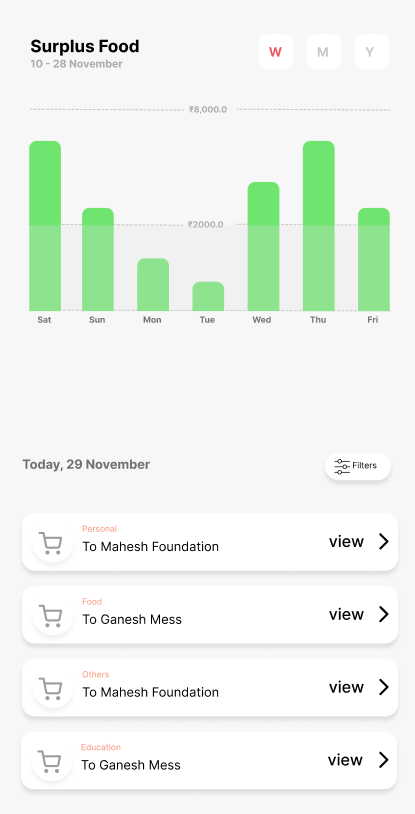 Surplus Food
10 - 28 November
W M Y
₹8,000.0
₹2000.0
Sat Sun Mon Tue Wed Thu Fri
Today, 29 November
Filters
Personal
To Mahesh Foundation
view
Food
To Ganesh Mess
view
Others
To Mahesh Foundation
view
Education
To Ganesh Mess
view